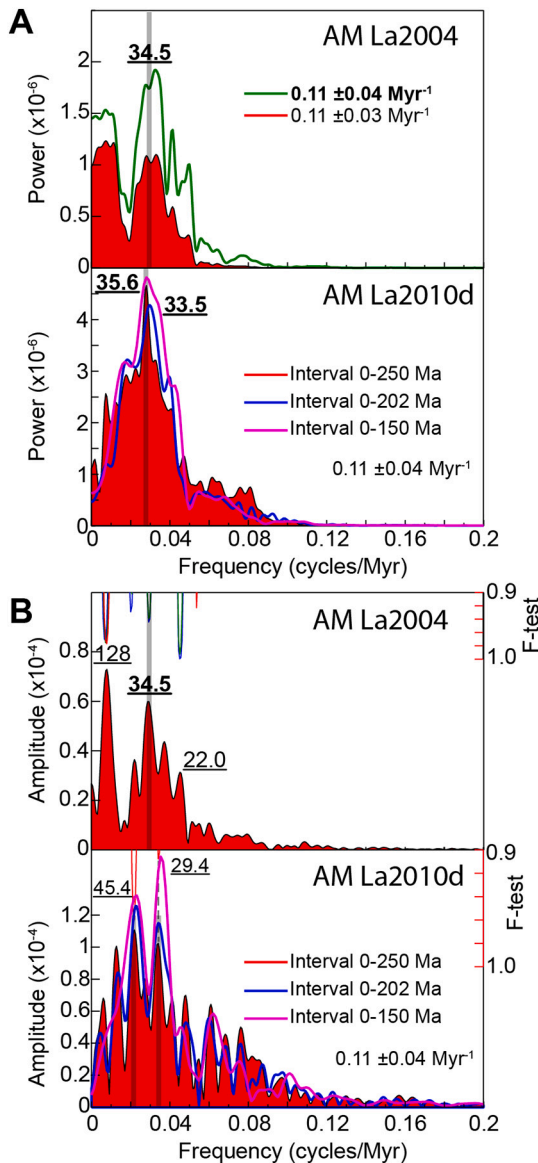 A
AM La2004
34.5
0.11 ±0.04 Myr⁻¹
0.11 ±0.03 Myr⁻¹
Power (x10⁻⁶)
2
1.5
1
0.5
0
35.6
33.5
AM La2010d
Interval 0-250 Ma
Interval 0-202 Ma
Interval 0-150 Ma
0.11 ±0.04 Myr⁻¹
Power (x10⁻⁶)
4
3
2
1
0
0 0.04 0.08 0.12 0.16 0.2
Frequency (cycles/Myr)
B
AM La2004
128
34.5
22.0
Amplitude (x10⁻⁴)
0.8
0.6
0.4
0.2
0
0.9
1.0
F-test
45.4
29.4
AM La2010d
Interval 0-250 Ma
Interval 0-202 Ma
Interval 0-150 Ma
0.11 ±0.04 Myr⁻¹
Amplitude (x10⁻⁴)
1.2
1
0.8
0.6
0.4
0.2
0
0.9
1.0
F-test
0 0.04 0.08 0.12 0.16 0.2
Frequency (cycles/Myr)